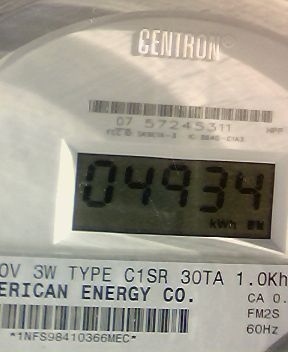 CENTRON®
07 57245311 HPP
04934
kWh
0V 3W TYPE C1SR 30TA 1.0Kh
ERICAN ENERGY CO.
CA 0.
FM2S
60Hz
*1NFS98410366MEC*